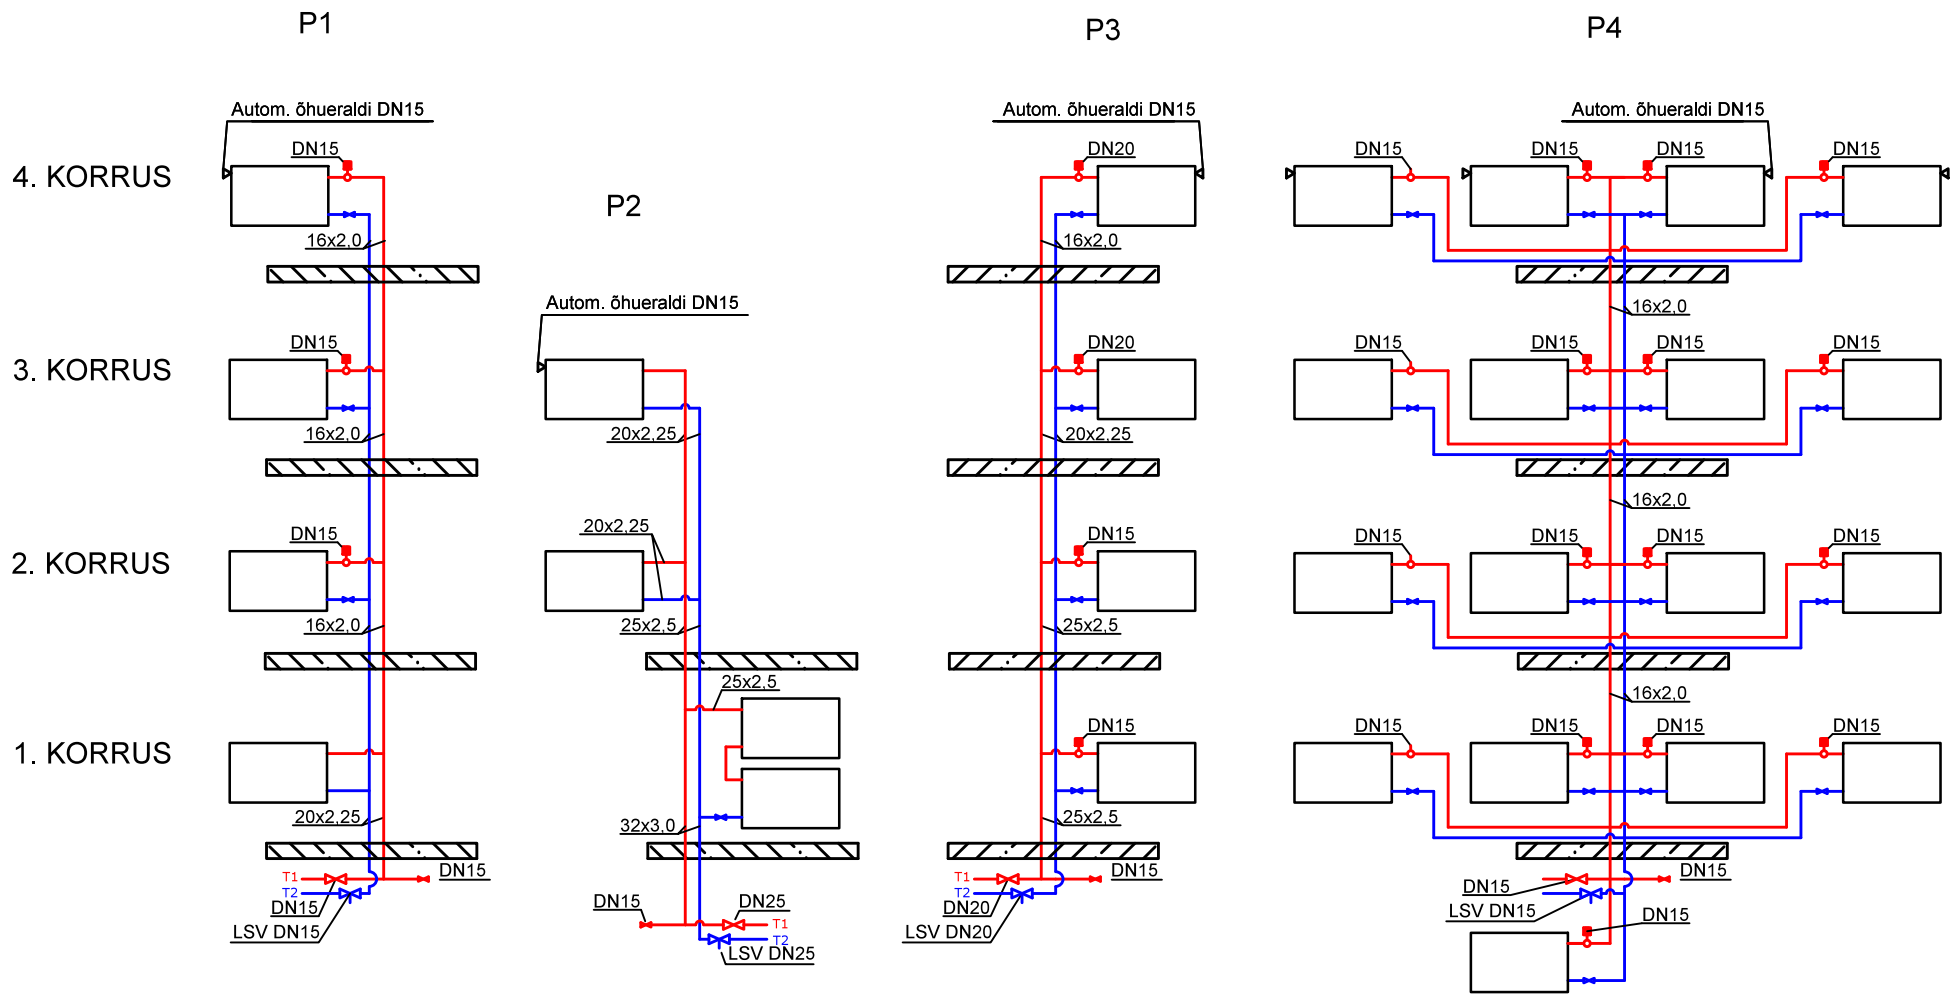 P1
P3
P4
Autom. õhueraldi DN15
Autom. õhueraldi DN15
Autom. õhueraldi DN15
DN15
DN20
DN15
DN15
DN15
DN15
4. KORRUS
P2
16x2,0
16x2,0
Autom. õhueraldi DN15
16x2,0
DN15
DN20
DN15
DN15
DN15
DN15
3. KORRUS
16x2,0
20x2,25
20x2,25
16x2,0
DN15
20x2,25
DN15
DN15
DN15
DN15
DN15
2. KORRUS
16x2,0
25x2,5
25x2,5
25x2,5
16x2,0
DN15
DN15
DN15
DN15
DN15
1. KORRUS
20x2,25
32x3,0
25x2,5
T1
DN15
T1
DN15
DN15
T2
T2
DN15
DN15
DN25
DN20
DN15
LSV DN15
T1
LSV DN20
LSV DN15
DN15
T2
LSV DN25